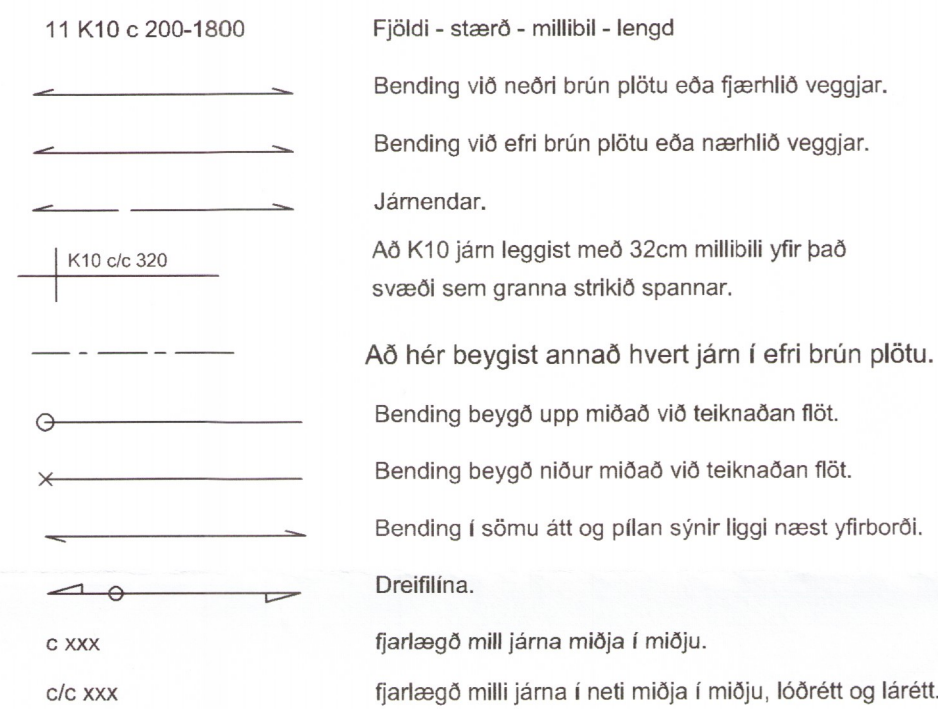 11 K10 c 200-1800 Fjöldi - stærð - millibil - lengd
Bending við neðri brún plötu eða fjærhlið veggjar.
Bending við efri brún plötu eða nærhlið veggjar.
Járnendar.
K10 c/c 320 Að K10 járn leggist með 32cm millibili yfir það
svæði sem granna strikið spannar.
Að hér beygist annað hvert járn í efri brún plötu.
Bending beygð upp miðað við teiknaðan flöt.
Bending beygð niður miðað við teiknaðan flöt.
Bending í sömu átt og pílan sýnir liggi næst yfirborði.
Dreifilína.
c xxx fjarlægð mill járna miðja í miðju.
c/c xxx fjarlægð milli járna í neti miðja í miðju, lóðrétt og lárétt.